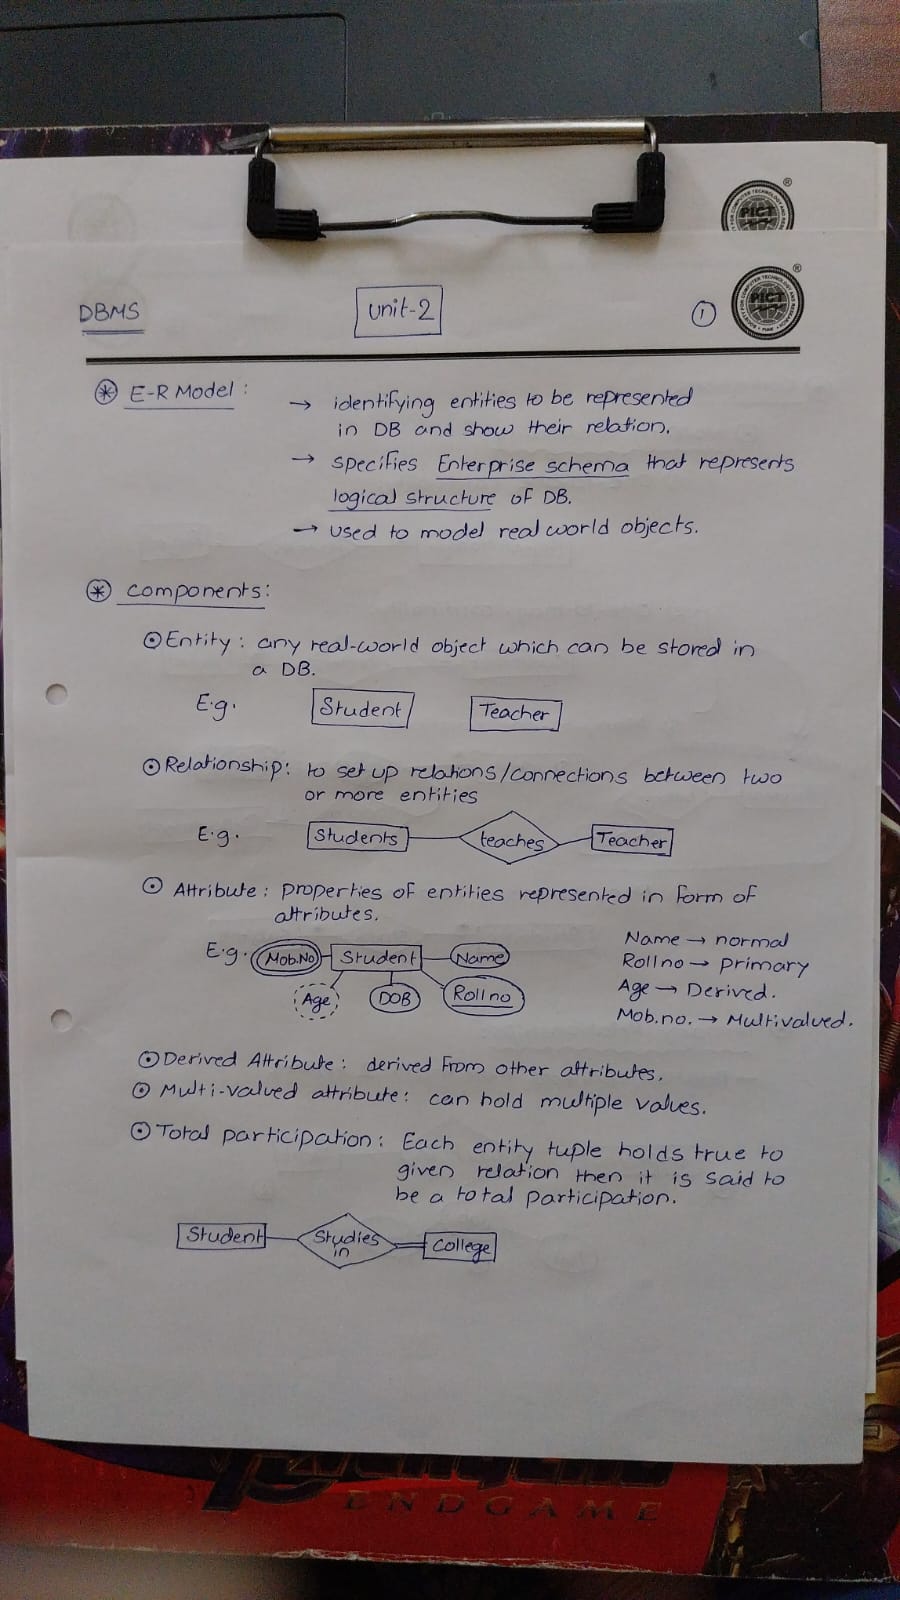 PICT
PICT
DBMS
Unit-2
1
E-R Model :
→ identifying entities to be represented
in DB and show their relation.
→ specifies Enterprise schema that represents
logical structure of DB.
→ used to model real world objects.
components:
Entity : any real-world object which can be stored in
a DB.
E.g. Student Teacher
Relationship: to set up relations/connections between two
or more entities
E.g. Students teaches Teacher
Attribute : properties of entities represented in form of
attributes.
E.g. Mob.No Student Name
Age DOB Rollno
Name → normal
Rollno → Primary
Age → Derived.
Mob.no. → Multivalued.
Derived Attribute : derived from other attributes.
Multi-valued attribute : can hold multiple values.
Total participation : Each entity tuple holds true to
given relation then it is said to
be a total participation.
Student Studies in College
ENDGAME